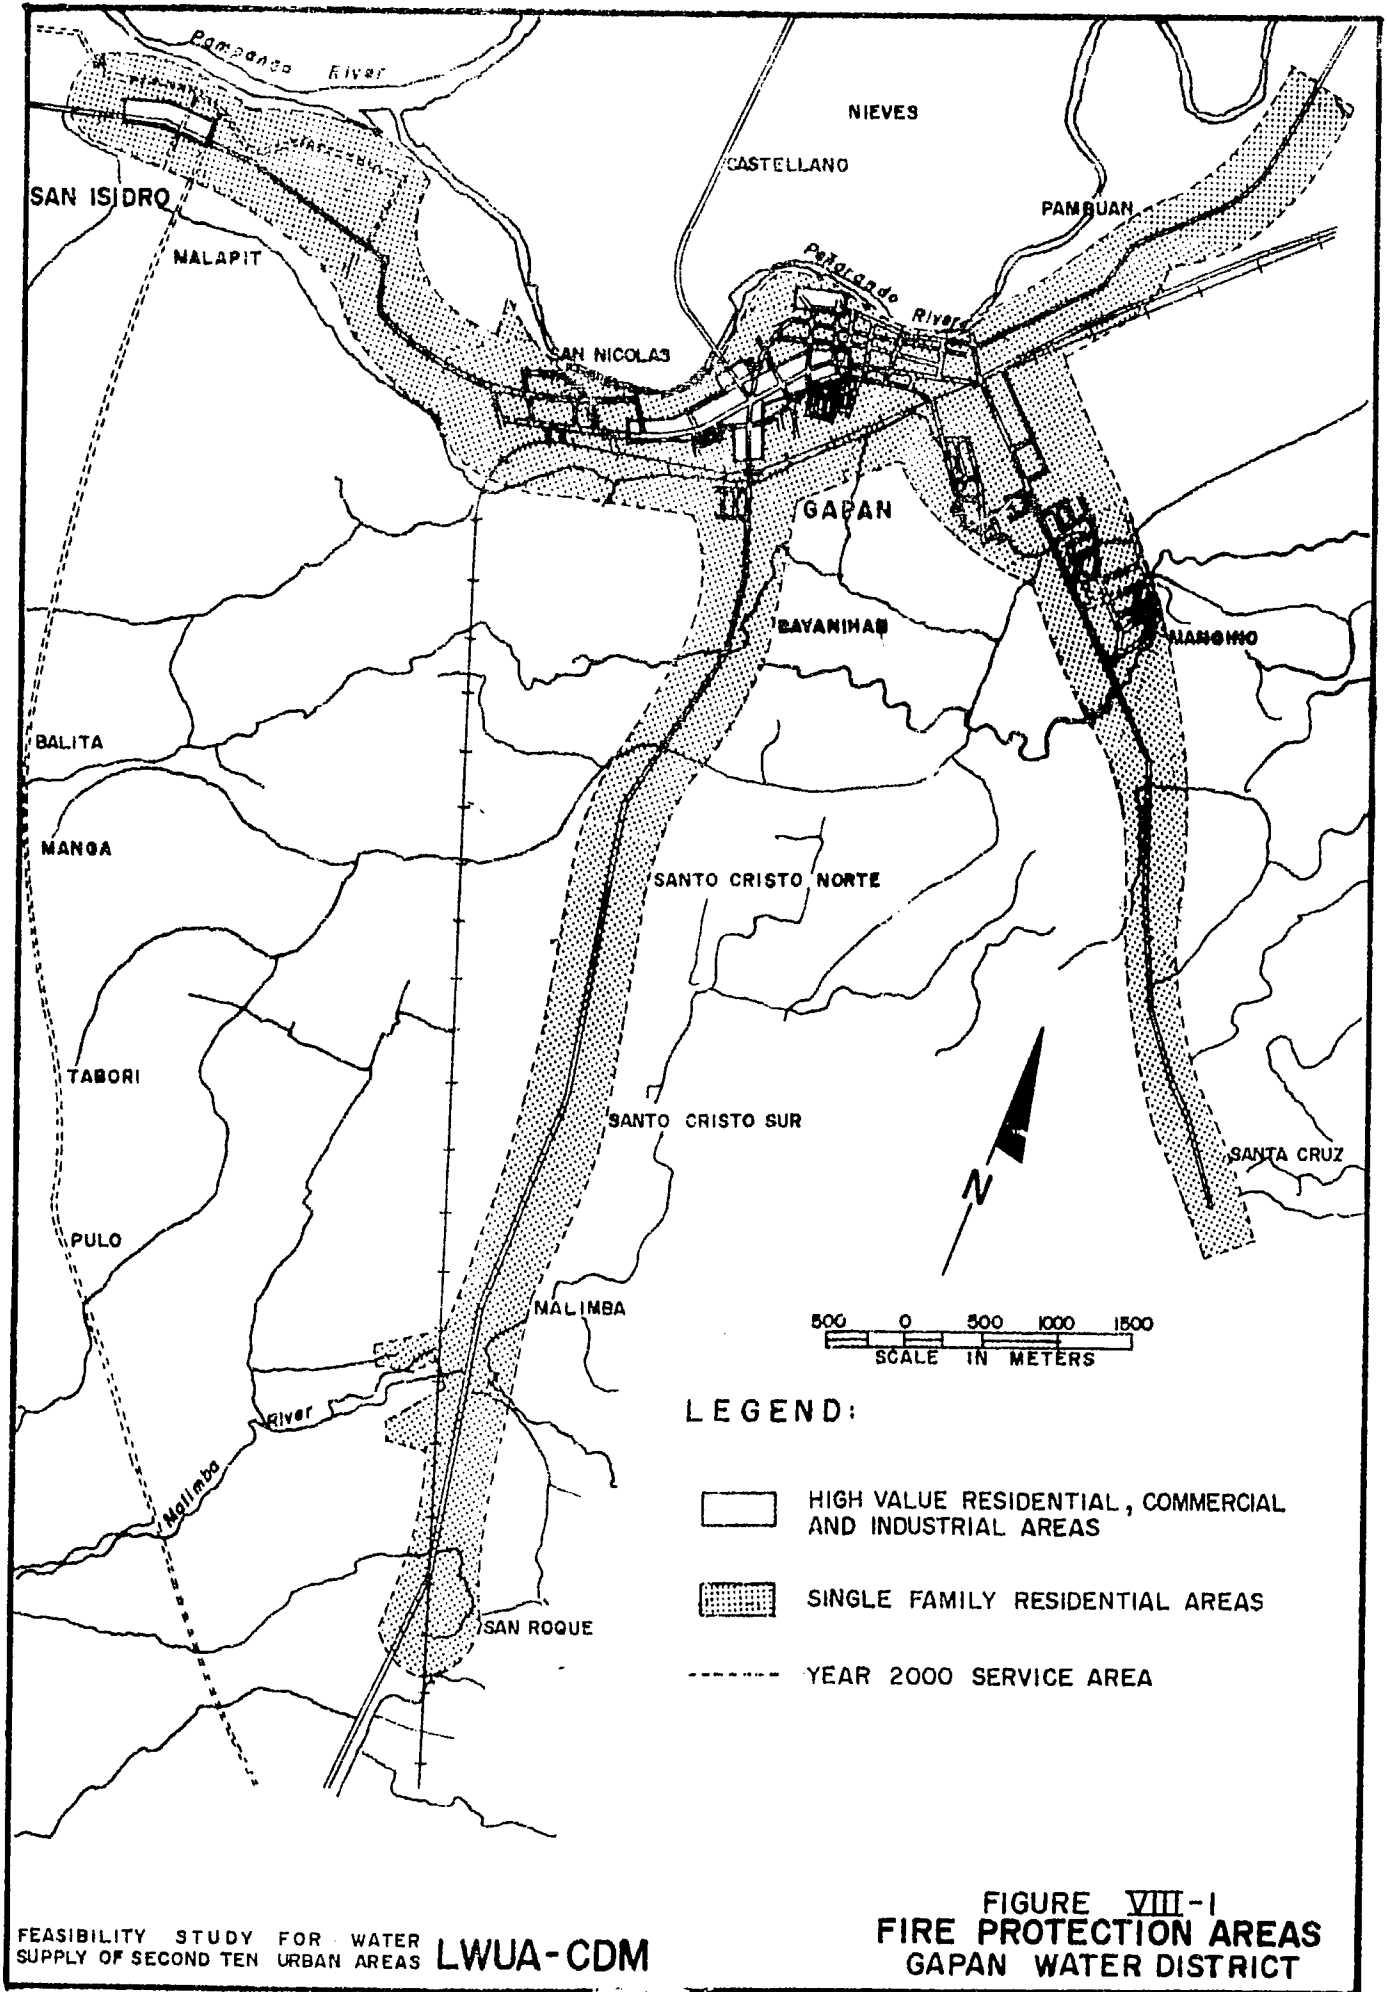 Pampanga River
NIEVES
CASTELLANO
SAN ISIDRO
PAMBUAN
MALAPIT
Peñaranda River
SAN NICOLAS
GAPAN
BAYANIHAN
MANGINO
BALITA
MANGA
SANTO CRISTO NORTE
TABORI
SANTO CRISTO SUR
SANTA CRUZ
N
PULO
MALIMBA
500 0 500 1000 1500
SCALE IN METERS
Malimba River
LEGEND:
HIGH VALUE RESIDENTIAL, COMMERCIAL
AND INDUSTRIAL AREAS
SINGLE FAMILY RESIDENTIAL AREAS
SAN ROQUE
YEAR 2000 SERVICE AREA
FIGURE VIII-1
FIRE PROTECTION AREAS
GAPAN WATER DISTRICT
FEASIBILITY STUDY FOR WATER
SUPPLY OF SECOND TEN URBAN AREAS
LWUA-CDM